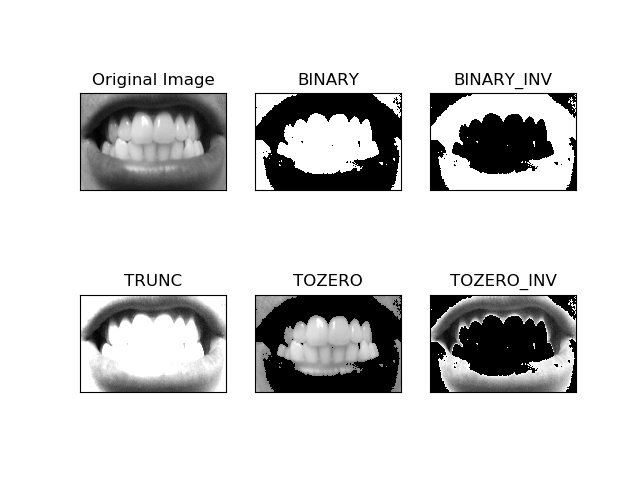 Original Image
BINARY
BINARY_INV
TRUNC
TOZERO
TOZERO_INV